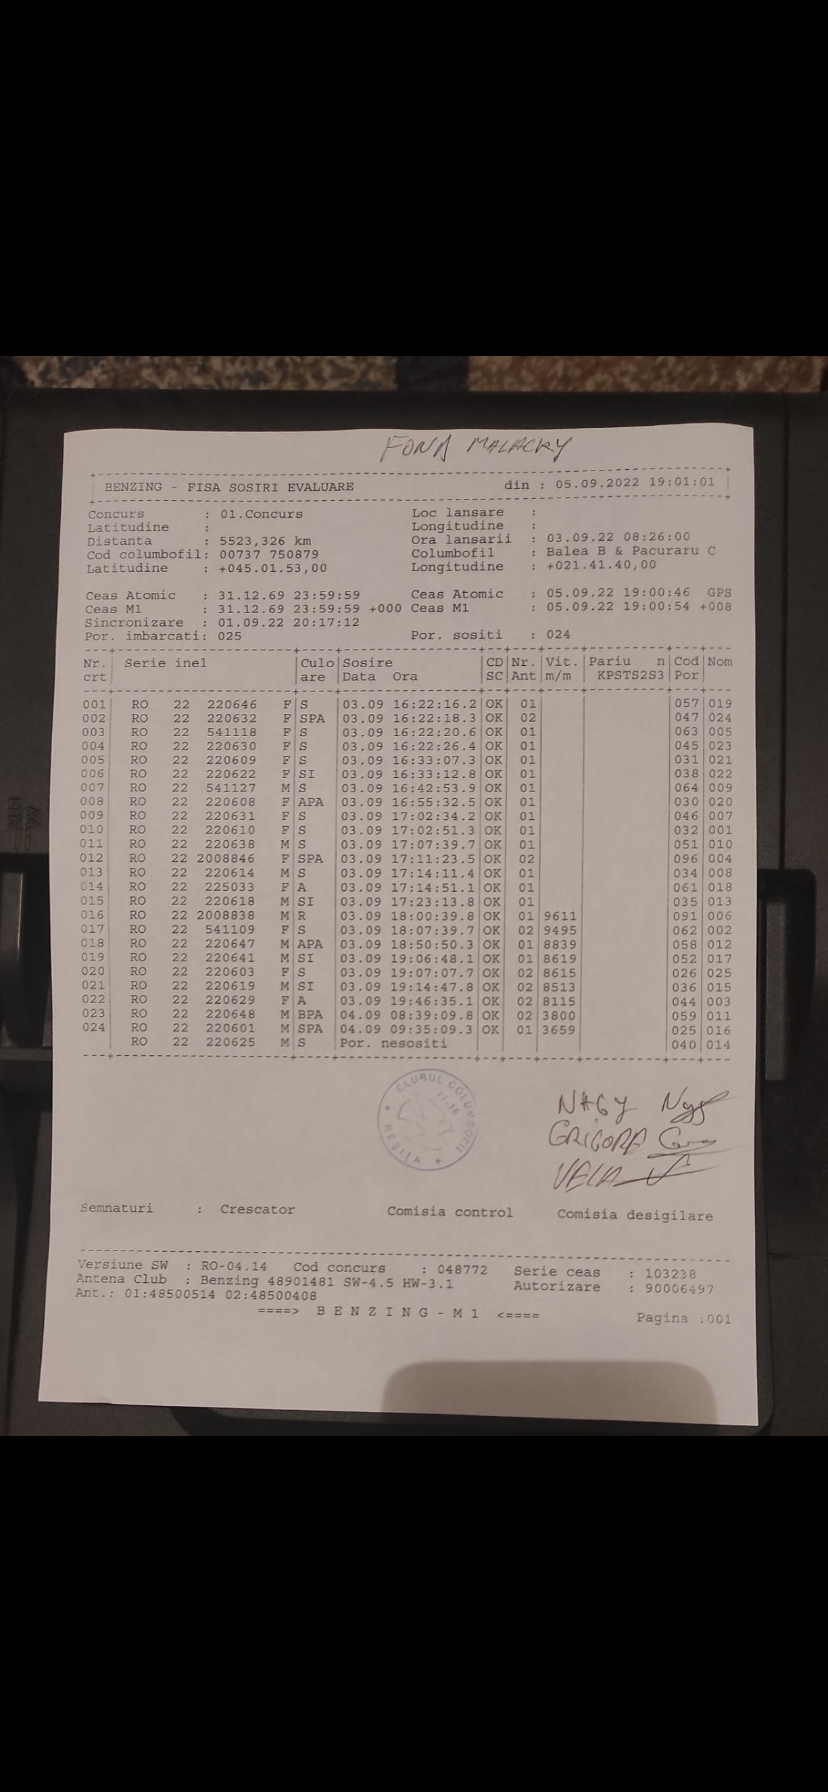 FOND MALACKY
BENZING - FISA SOSIRI EVALUARE din : 05.09.2022 19:01:01
Concurs : 01.Concurs Loc lansare :
Latitudine : Longitudine :
Distanta : 5523,326 km Ora lansarii : 03.09.22 08:26:00
Cod columbofil: 00737 750879 Columbofil : Balea B & Pacuraru C
Latitudine : +045.01.53,00 Longitudine : +021.41.40,00
Ceas Atomic : 31.12.69 23:59:59 Ceas Atomic : 05.09.22 19:00:46 GPS
Ceas M1 : 31.12.69 23:59:59 +000 Ceas M1 : 05.09.22 19:00:54 +008
Sincronizare : 01.09.22 20:17:12
Por. imbarcati: 025 Por. sositi : 024
Nr. Serie inel Culo Sosire CD Nr. Vit. Pariu n Cod Nom
crt are Data Ora SC Ant m/m KPSTS2S3 Por
001 RO 22 220646 F S 03.09 16:22:16.2 OK 01 057 019
002 RO 22 220632 F SPA 03.09 16:22:18.3 OK 02 047 024
003 RO 22 541118 F S 03.09 16:22:20.6 OK 01 063 005
004 RO 22 220630 F S 03.09 16:22:26.4 OK 01 045 023
005 RO 22 220609 F S 03.09 16:33:07.3 OK 01 031 021
006 RO 22 220622 F SI 03.09 16:33:12.8 OK 01 038 022
007 RO 22 541127 M S 03.09 16:42:53.9 OK 01 064 009
008 RO 22 220608 F APA 03.09 16:55:32.5 OK 01 030 020
009 RO 22 220631 F S 03.09 17:02:34.2 OK 01 046 007
010 RO 22 220610 F S 03.09 17:02:51.3 OK 01 032 001
011 RO 22 220638 M S 03.09 17:07:39.7 OK 01 051 010
012 RO 22 2008846 F SPA 03.09 17:11:23.5 OK 02 096 004
013 RO 22 220614 M S 03.09 17:14:11.4 OK 01 034 008
014 RO 22 225033 F A 03.09 17:14:51.1 OK 01 061 018
015 RO 22 220618 M SI 03.09 17:23:13.8 OK 01 035 013
016 RO 22 2008838 M R 03.09 18:00:39.8 OK 01 9611 091 006
017 RO 22 541109 F S 03.09 18:07:39.7 OK 02 9495 062 002
018 RO 22 220647 M APA 03.09 18:50:50.3 OK 01 8839 058 012
019 RO 22 220641 M SI 03.09 19:06:48.1 OK 01 8619 052 017
020 RO 22 220603 F S 03.09 19:07:07.7 OK 02 8615 026 025
021 RO 22 220619 M SI 03.09 19:14:47.8 OK 02 8513 036 015
022 RO 22 220629 F A 03.09 19:46:35.1 OK 02 8115 044 003
023 RO 22 220648 M BPA 04.09 08:39:09.8 OK 02 3800 059 011
024 RO 22 220601 M SPA 04.09 09:35:09.3 OK 01 3659 025 016
RO 22 220625 M S Por. nesositi 040 014
CLUBUL COLUMBOFIL
REȘIȚA
NAGY
GRIGORA
VELA
Semnaturi : Crescator Comisia control Comisia desigilare
Versiune SW : RO-04.14 Cod concurs : 048772 Serie ceas : 103238
Antena Club : Benzing 48901481 SW-4.5 HW-3.1 Autorizare : 90006497
Ant.: 01:48500514 02:48500408
====> B E N Z I N G - M 1 <====
Pagina :001